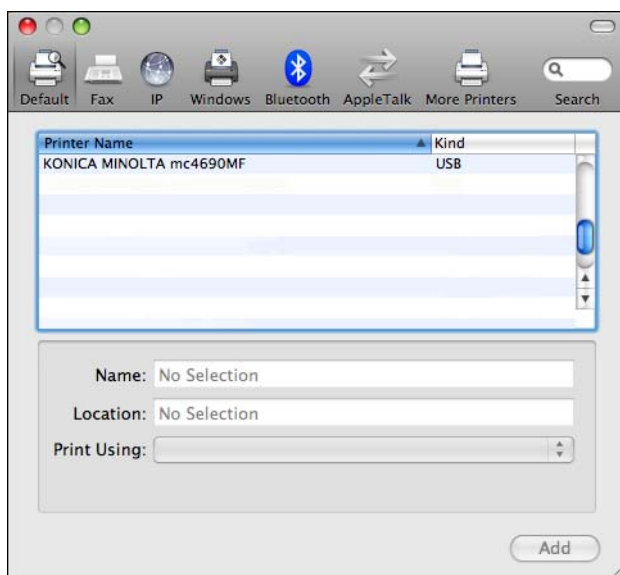 Default Fax IP Windows Bluetooth AppleTalk More Printers Search
Printer Name Kind
KONICA MINOLTA mc4690MF USB
Name: No Selection
Location: No Selection
Print Using:
Add